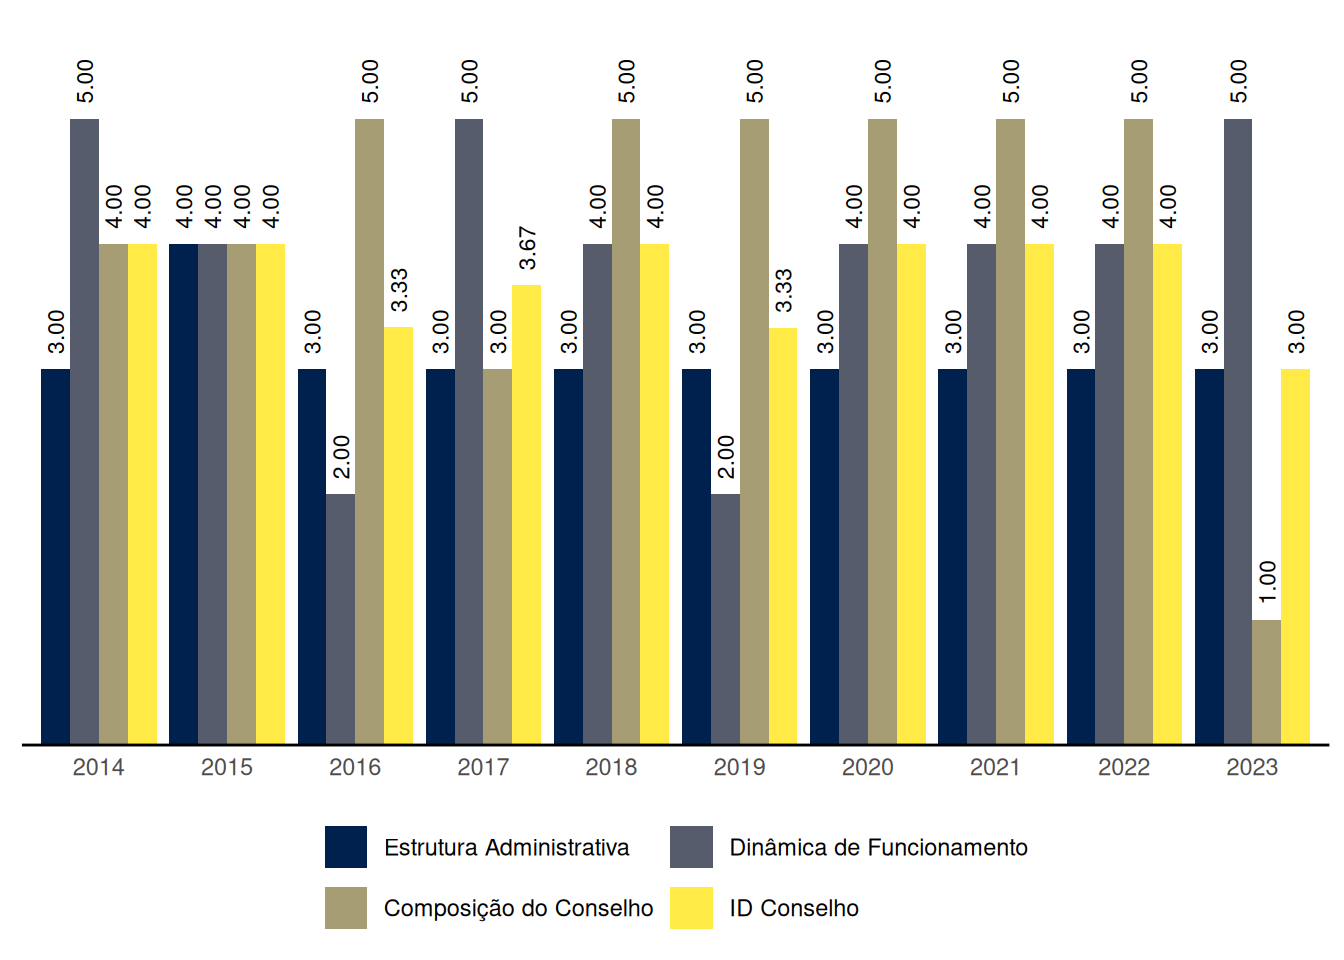 3.00 5.00 4.00 4.00 4.00 4.00 4.00 4.00 3.00 2.00 5.00 3.33 3.00 5.00 3.00 3.67 3.00 4.00 5.00 4.00 3.00 2.00 5.00 3.33 3.00 4.00 5.00 4.00 3.00 4.00 5.00 4.00 3.00 4.00 5.00 4.00 3.00 5.00 1.00 3.00
2014 2015 2016 2017 2018 2019 2020 2021 2022 2023
Estrutura Administrativa Dinâmica de Funcionamento
Composição do Conselho ID Conselho